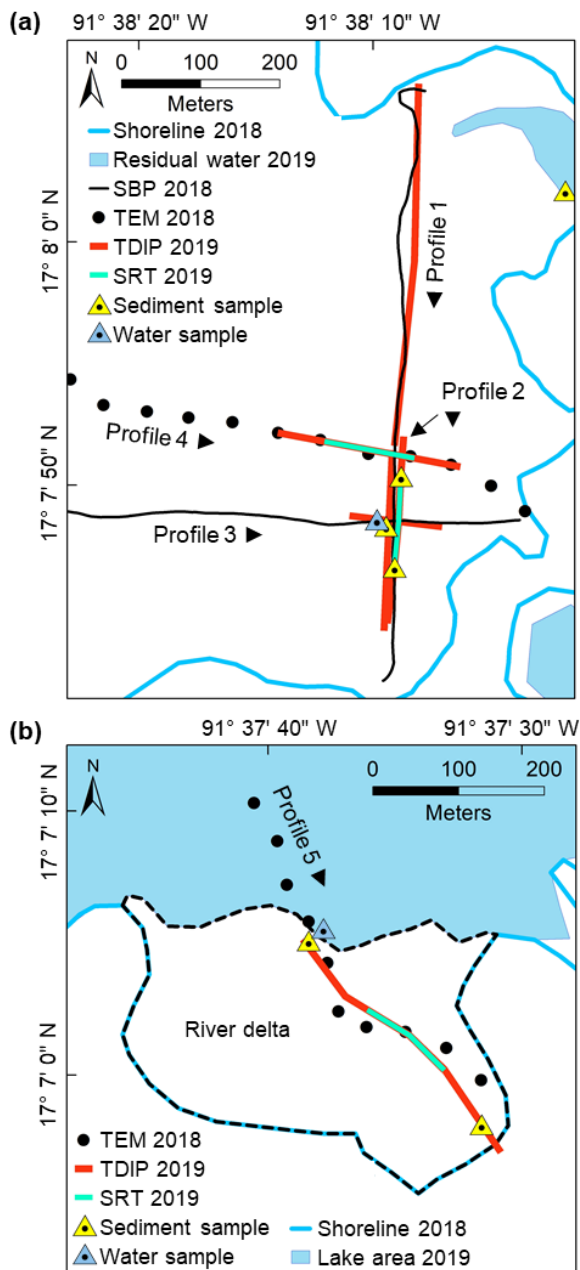 (a)
91° 38' 20" W 91° 38' 10" W
N
0 100 200
Meters
Shoreline 2018
Residual water 2019
SBP 2018
TEM 2018
TDIP 2019
SRT 2019
Sediment sample
Water sample
17° 8' 0" N
17° 7' 50" N
Profile 1
Profile 2
Profile 4
Profile 3
(b)
91° 37' 40" W 91° 37' 30" W
N
0 100 200
Meters
17° 7' 10" N
17° 7' 0" N
Profile 5
River delta
TEM 2018
TDIP 2019
SRT 2019
Sediment sample Shoreline 2018
Water sample Lake area 2019